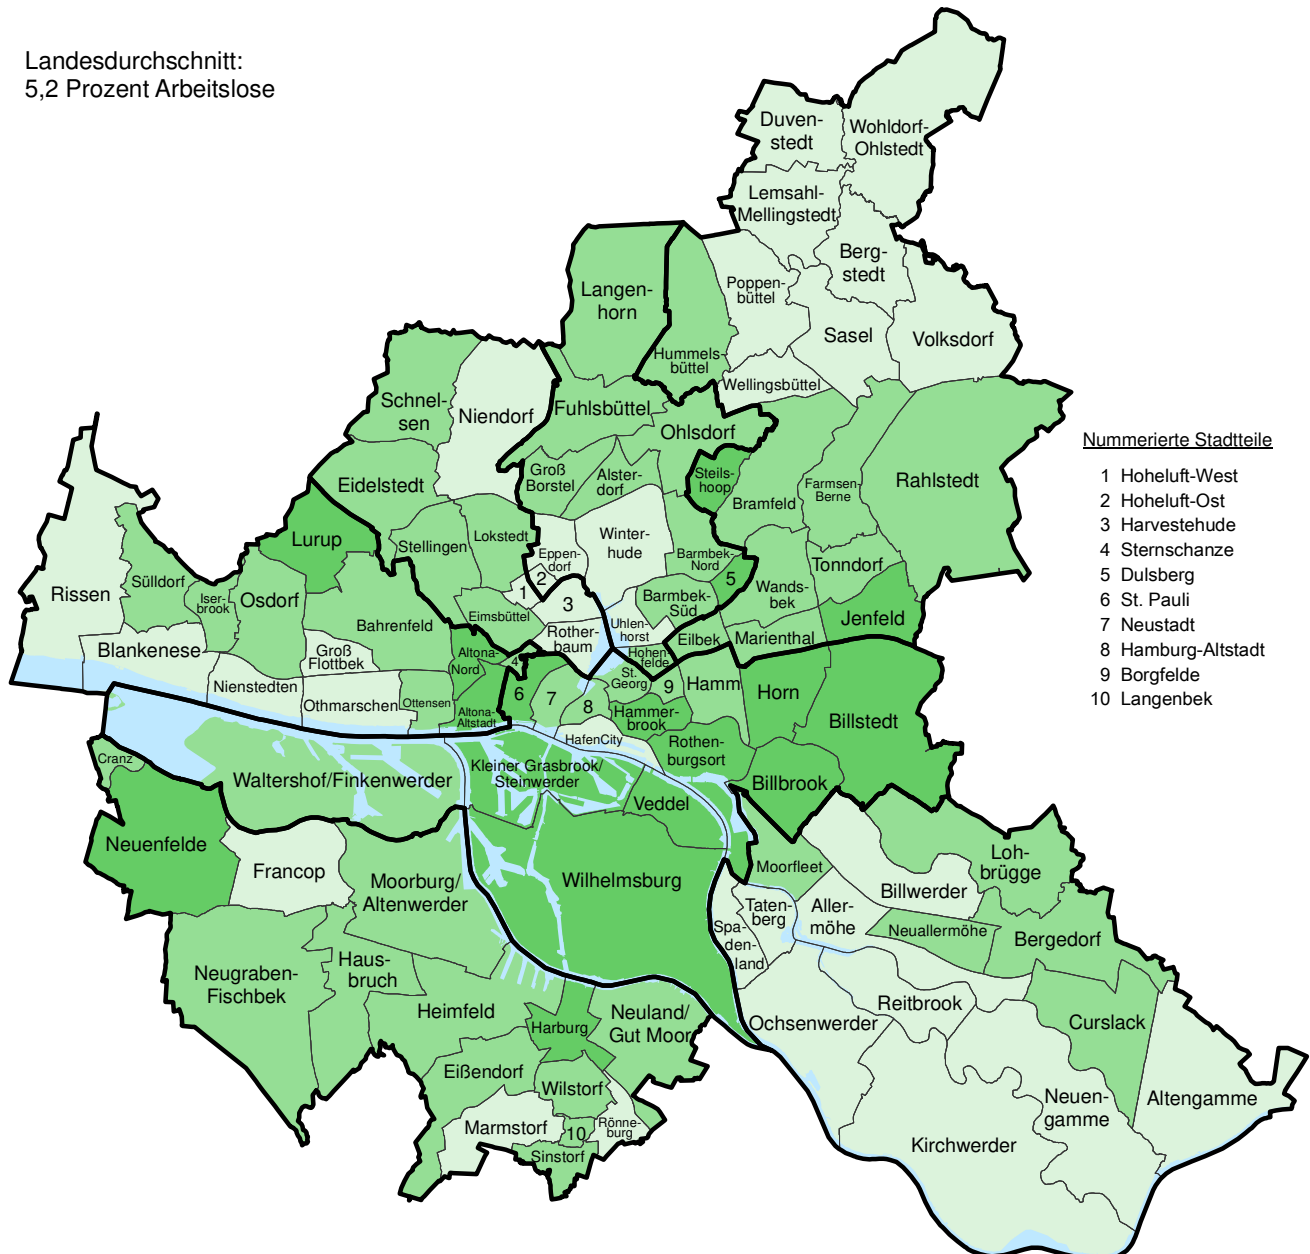 Landesdurchschnitt:
5,2 Prozent Arbeitslose
Duven-
stedt
Wohldorf-
Ohlstedt
Lemsahl-
Mellingstedt
Berg-
stedt
Poppen-
büttel
Sasel
Volksdorf
Wellingsbüttel
Langen-
horn
Hummels-
büttel
Schnel-
sen
Niendorf
Fuhlsbüttel
Ohlsdorf
Groß
Borstel
Alster-
dorf
Steils-
hoop
Bramfeld
Farmsen-
Berne
Rahlstedt
Eidelstedt
Lurup
Stellingen
Lokstedt
Eppen-
dorf
Winter-
hude
Barmbek-
Nord
5
Wands-
bek
Tonndorf
Jenfeld
Rissen
Sülldorf
Iser-
brook
Osdorf
Bahrenfeld
Eimsbüttel
1
2
3
Rother-
baum
Uhlen-
horst
Barmbek-
Süd
Eilbek
Marienthal
Hohen-
felde
Blankenese
Groß
Flottbek
Nienstedten
Othmarschen
Ottensen
Altona-
Nord
Altona-
Altstadt
4
6
7
8
St.
Georg
9
Hamm
Horn
Billstedt
Hammer-
brook
HafenCity
Rothen-
burgsort
Billbrook
Cranz
Waltershof/Finkenwerder
Kleiner Grasbrook/
Steinwerder
Veddel
Neuenfelde
Francop
Moorburg/
Altenwerder
Wilhelmsburg
Moorfleet
Billwerder
Loh-
brügge
Taten-
berg
Aller-
möhe
Neuallermöhe
Bergedorf
Spa-
den-
land
Neugraben-
Fischbek
Haus-
bruch
Heimfeld
Harburg
Neuland/
Gut Moor
Ochsenwerder
Reitbrook
Curslack
Eißendorf
Wilstorf
Marmstorf
10
Rönne-
burg
Sinstorf
Neuen-
gamme
Altengamme
Kirchwerder
Nummerierte Stadtteile
1 Hoheluft-West
2 Hoheluft-Ost
3 Harvestehude
4 Sternschanze
5 Dulsberg
6 St. Pauli
7 Neustadt
8 Hamburg-Altstadt
9 Borgfelde
10 Langenbek